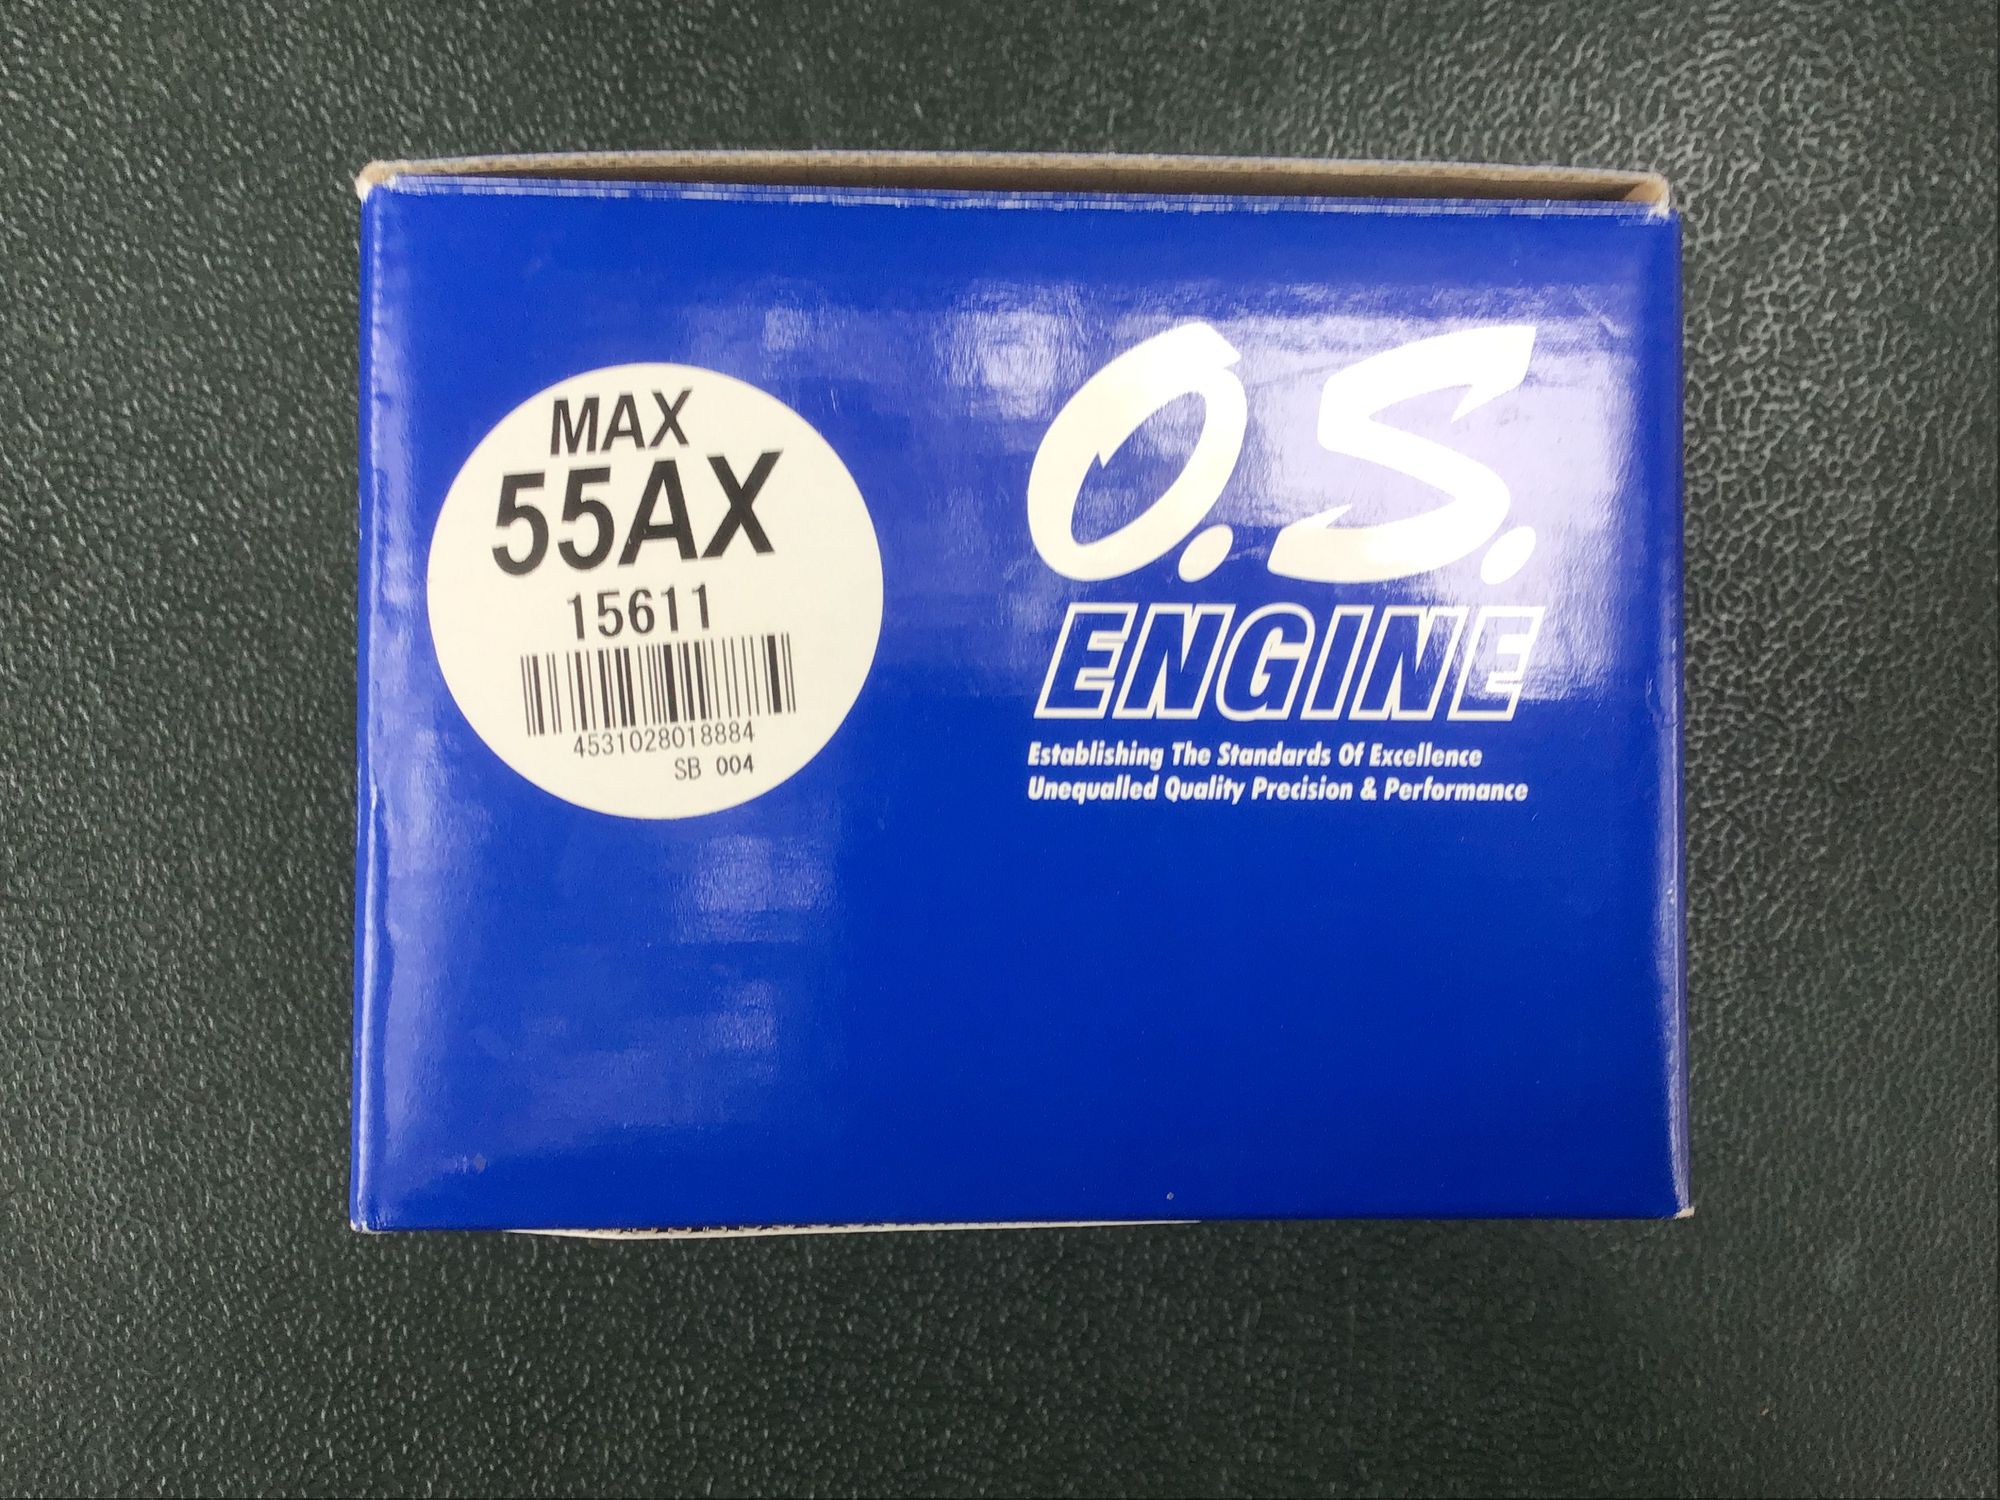 MAX
55AX
15611
4531028018884
SB 004
O.S.
ENGINE
Establishing The Standards Of Excellence
Unequalled Quality Precision & Performance